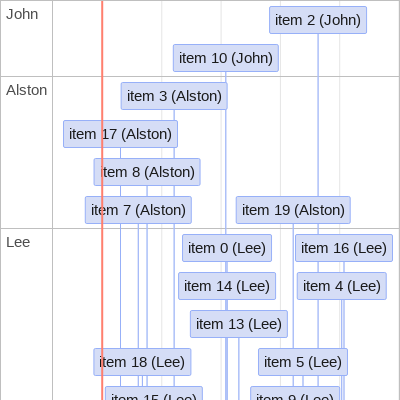 John
item 2 (John)
item 10 (John)
Alston
item 3 (Alston)
item 17 (Alston)
item 8 (Alston)
item 7 (Alston)
item 19 (Alston)
Lee
item 0 (Lee)
item 16 (Lee)
item 14 (Lee)
item 4 (Lee)
item 13 (Lee)
item 18 (Lee)
item 5 (Lee)
item 15 (Lee)
item 9 (Lee)